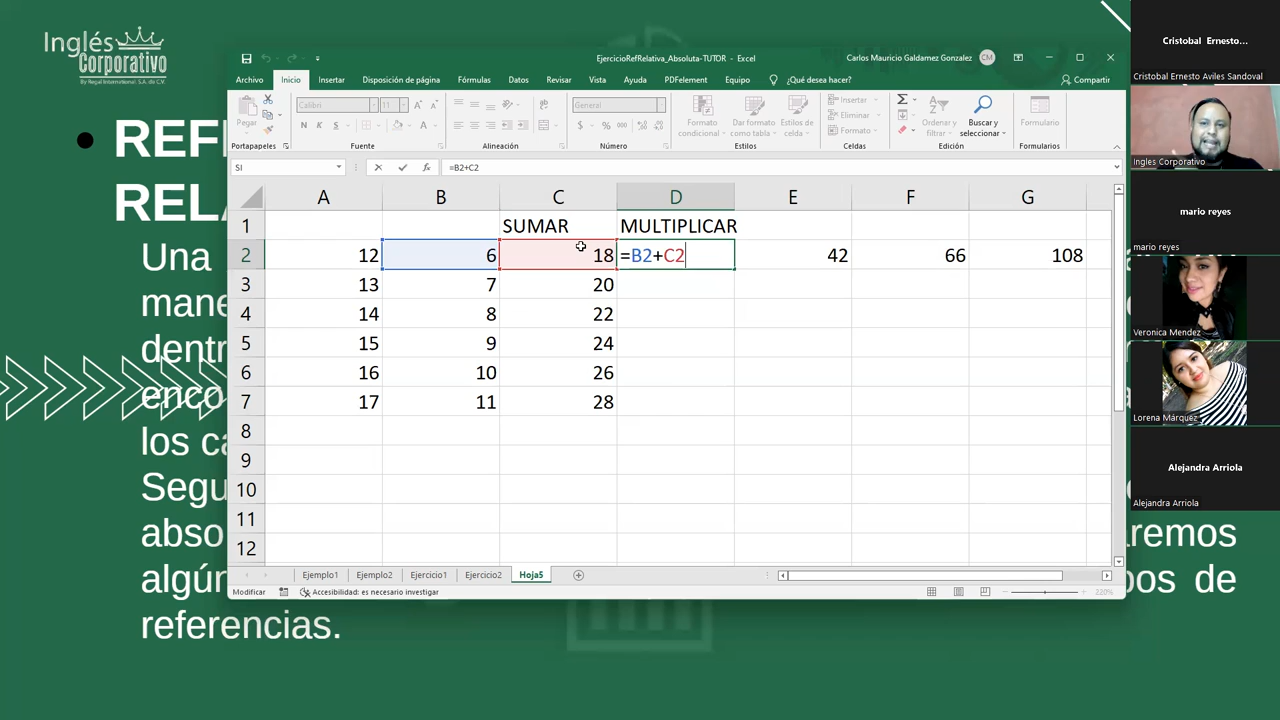 Inglés
Corporativo
By Regal International, S.A. de C.V.
• REFE
RELA
Una
mane
dentr
enco
los ca
Segu
abso
algún
referencias.
aremos
pos de
EjercicioRefRelativa_Absoluta-TUTOR - Excel
Carlos Mauricio Galdamez Gonzalez
CM
Archivo Inicio Insertar Disposición de página Fórmulas Datos Revisar Vista Ayuda PDFelement Equipo ¿Qué desea hacer? Compartir
Pegar
Calibri 11
N K S
General
$ % 000
Formato condicional
Dar formato como tabla
Estilos de celda
Insertar
Eliminar
Formato
Ordenar y filtrar
Buscar y seleccionar
Formulario
Portapapeles Fuente Alineación Número Estilos Celdas Edición Formularios
SI fx =B2+C2
A B C D E F G
1 SUMAR MULTIPLICAR
2 12 6 18 =B2+C2 42 66 108
3 13 7 20
4 14 8 22
5 15 9 24
6 16 10 26
7 17 11 28
8
9
10
11
12
Ejemplo1 Ejemplo2 Ejercicio1 Ejercicio2 Hoja5
Modificar Accesibilidad: es necesario investigar 220%
Cristobal Ernesto...
Cristobal Ernesto Aviles Sandoval
Ingles Corporativo
mario reyes
mario reyes
Veronica Mendez
Lorena Márquez
Alejandra Arriola
Alejandra Arriola